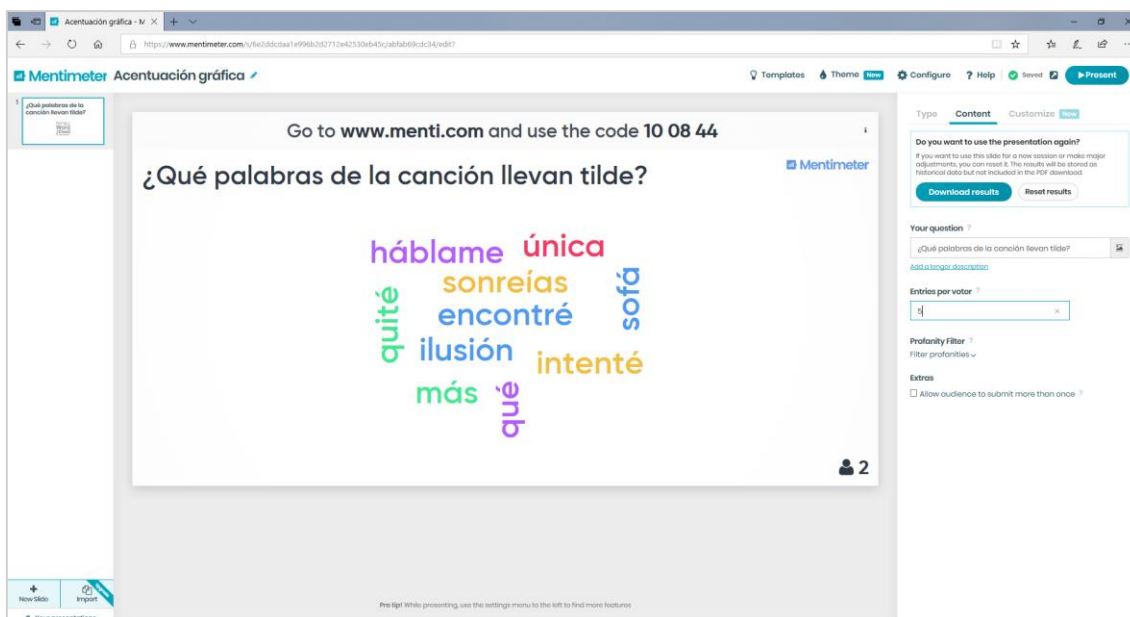 Acentuación gráfica - M
https://www.mentimeter.com/s/6e2ddcdaa1e996b2d2712e42530eb45c/abfab69cdc34/edit?
Mentimeter Acentuación gráfica
Templates Theme New Configure ? Help Saved Present
1
¿Qué palabras de la
canción llevan tilde?
Word
Cloud
Go to www.menti.com and use the code 10 08 44
¿Qué palabras de la canción llevan tilde?
Mentimeter
háblame única
sonreías
quité
encontré
sofá
ilusión
intenté
más
qué
2
Pro tip! While presenting, use the settings menu to the left to find more features
New Slide Import
Type Content Customize New
Do you want to use the presentation again?
If you want to use this slide for a new session or make major
adjustments, you can reset it. The results will be stored as
historical data but not included in the PDF download.
Download results Reset results
Your question ?
¿Qué palabras de la canción llevan tilde?
Add a longer description
Entries per voter ?
5
Profanity Filter ?
Filter profanities
Extras
Allow audience to submit more than once ?